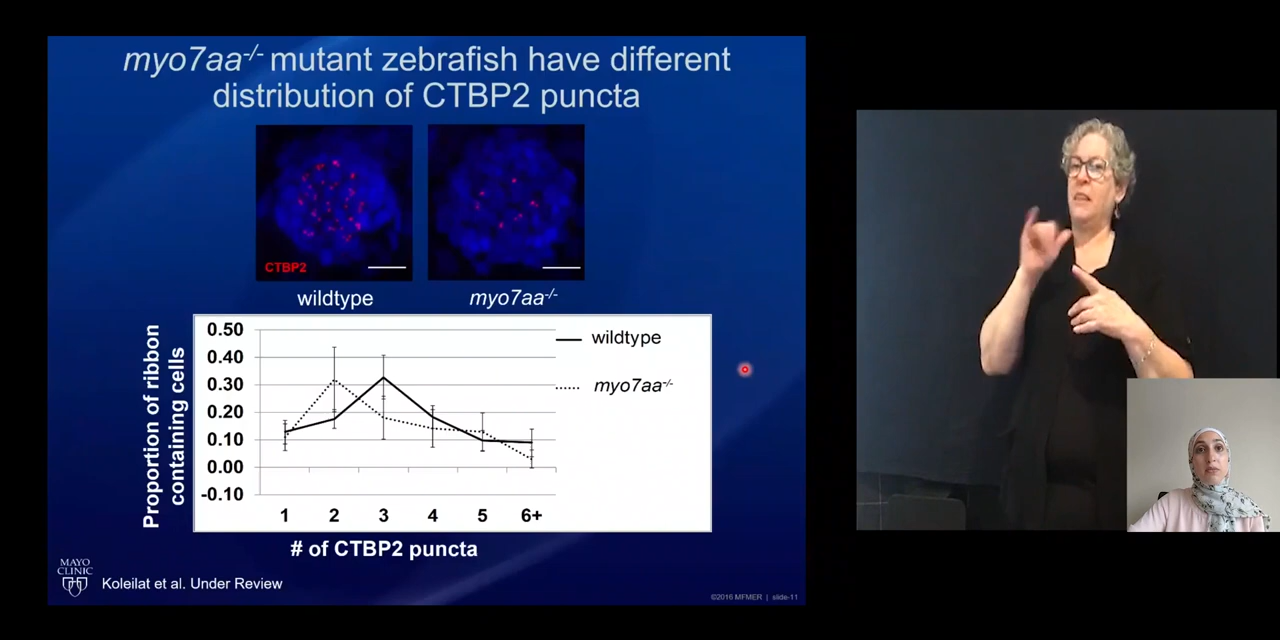 myo7aa-/- mutant zebrafish have different
distribution of CTBP2 puncta
CTBP2
wildtype
myo7aa-/-
Proportion of ribbon
containing cells
0.50
0.40
0.30
0.20
0.10
0.00
-0.10
wildtype
myo7aa-/-
1 2 3 4 5 6+
# of CTBP2 puncta
MAYO
CLINIC
Koleilat et al. Under Review
©2016 MFMER | slide-11